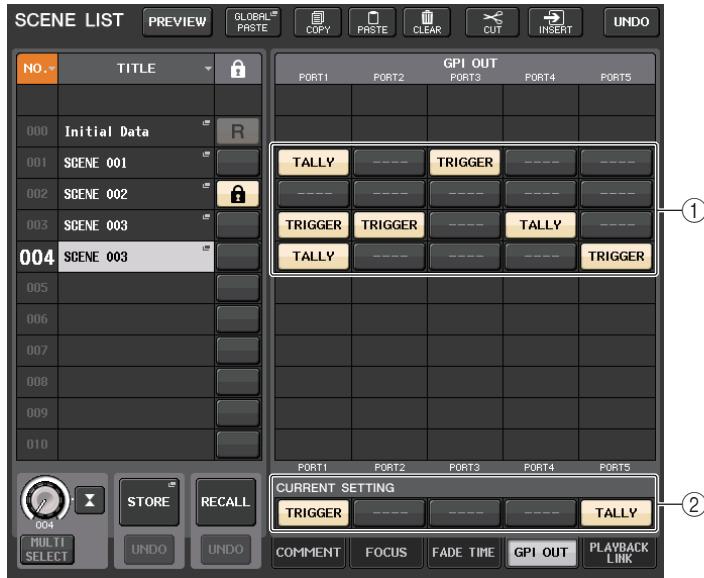 SCENE LIST PREVIEW GLOBAL PASTE COPY PASTE CLEAR CUT INSERT UNDO
NO. TITLE GPI OUT
PORT1 PORT2 PORT3 PORT4 PORT5
000 Initial Data R
001 SCENE 001 TALLY ---- TRIGGER ---- ----
002 SCENE 002 ---- ---- ---- ---- ----
003 SCENE 003 TRIGGER TRIGGER ---- TALLY ----
004 SCENE 003 TALLY ---- ---- ---- TRIGGER
005
006
007
008
009
010
①
PORT1 PORT2 PORT3 PORT4 PORT5
CURRENT SETTING
TRIGGER ---- ---- ---- TALLY
②
004 STORE RECALL
MULTI SELECT UNDO UNDO
COMMENT FOCUS FADE TIME GPI OUT PLAYBACK LINK